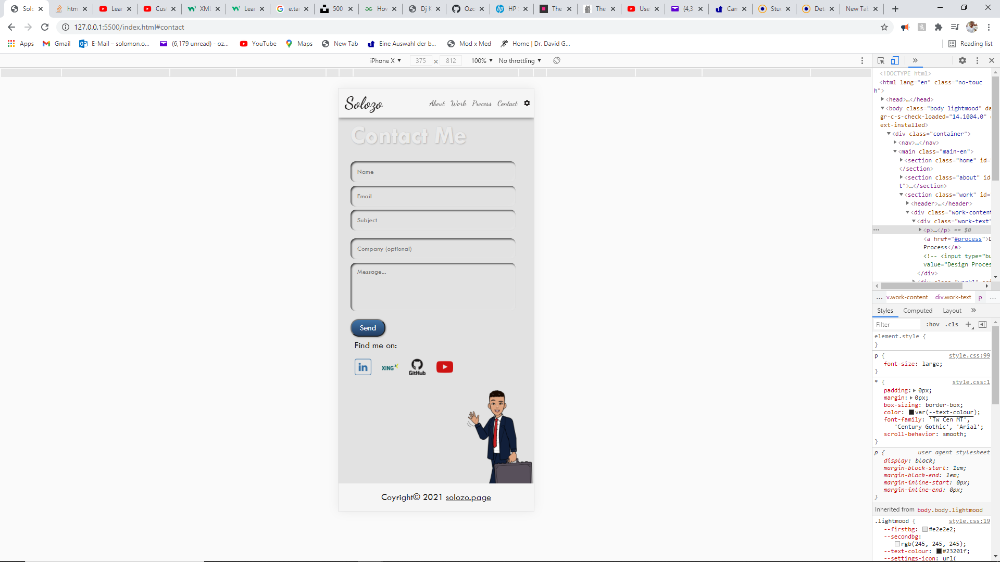 Solo
htm
Lear
Cus
XML
Lear
e.tar
500
How
Dj K
Ozo
HP
The
The
Use
(4,3
Can
Stu
Det
New Tab
127.0.0.1:5500/index.html#contact
Apps
Gmail
E-Mail – solomon.o...
(6,179 unread) - oz...
YouTube
Maps
New Tab
Eine Auswahl der b...
Mod x Med
Home | Dr. David G...
Reading list
iPhone X ▼ 375 × 812 100% ▼ No throttling ▼
Solozo
About Work Process Contact
Contact Me
Name
Email
Subject
Company (optional)
Message...
Send
Find me on:
in
XING
GitHub
Coyright© 2021 solozo.page
<!DOCTYPE html>
<html lang="en" class="no-touc
h">
<head>…</head>
<body class="body lightmood" da
gr-c-s-check-loaded="14.1004.0"
ext-installed>
<div class="container">
<nav>…</nav>
<main class="main-en">
<section class="home" id=
</section>
<section class="about" id
t">…</section>
<section class="work" id=
<header>…</header>
<div class="work-content
<div class="work-text"
<p>…</p> == $0
<a href="#process">D
Process</a>
<!-- <input type="bu
value="Design Proces
</div>
<div class="work1" 
... v.work-content div.work-text p ...
Styles Computed Layout »
Filter :hov .cls +
element.style {
}
p { style.css:99
font-size: large;
}
* { style.css:1
padding: 0px;
margin: 0px;
box-sizing: border-box;
color: var(--text-colour);
font-family: 'Tw Cen MT',
'Century Gothic', 'Arial';
scroll-behavior: smooth;
}
p { user agent stylesheet
display: block;
margin-block-start: 1em;
margin-block-end: 1em;
margin-inline-start: 0px;
margin-inline-end: 0px;
}
Inherited from body.body.lightmood
.lightmood { style.css:19
--firstbg: #e2e2e2;
--secondbg:
rgb(245, 245, 245);
--text-colour: #23201f;
--settings-icon: url(